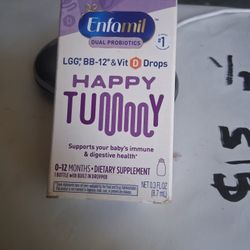 Enfamil
DUAL PROBIOTICS
#1
LGG, BB-12® & Vit D Drops
HAPPY
TUMMY
Supports your baby's immune
& digestive health†
0-12 MONTHS • DIETARY SUPPLEMENT
1 BOTTLE WITH BUILT IN DROPPER
NET 0.3 FL OZ
(8.7 mL)